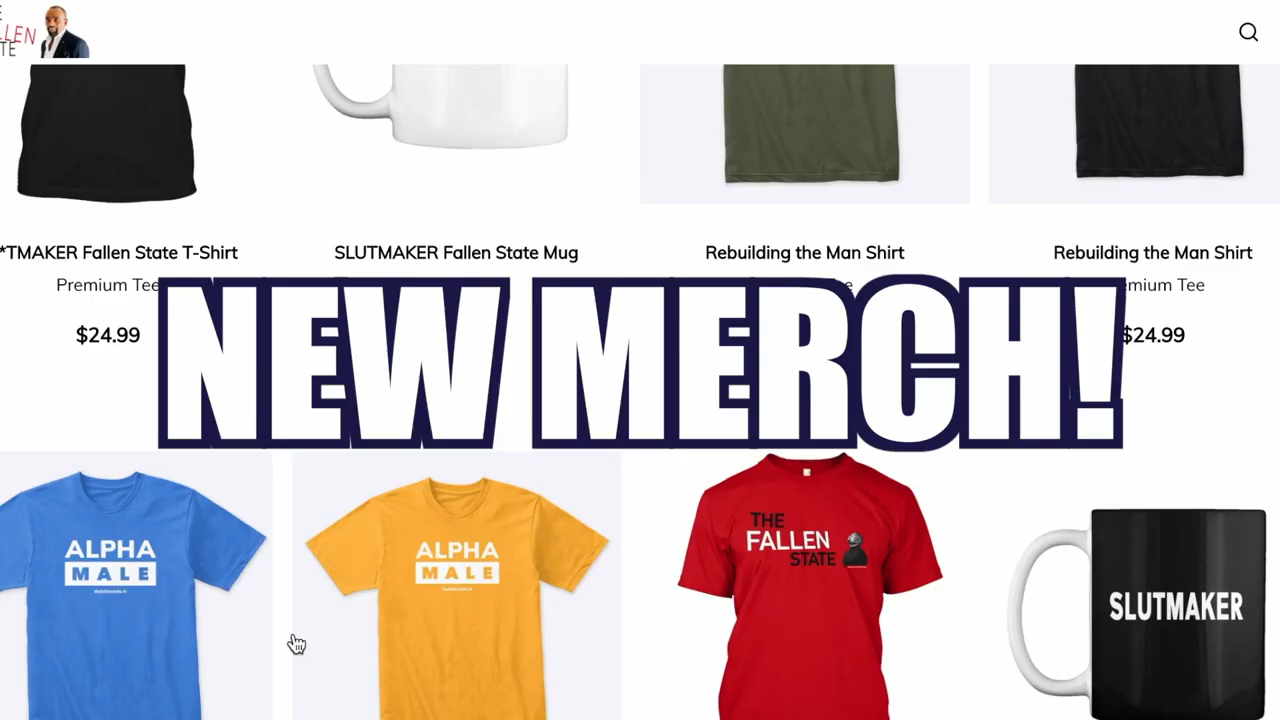 E
LLEN
TE
*TMAKER Fallen State T-Shirt
SLUTMAKER Fallen State Mug
Rebuilding the Man Shirt
Rebuilding the Man Shirt
Premium Tee
e
emium Tee
$24.99
$24.99
NEW MERCH!
ALPHA
MALE
ALPHA
MALE
THE
FALLEN
STATE
SLUTMAKER